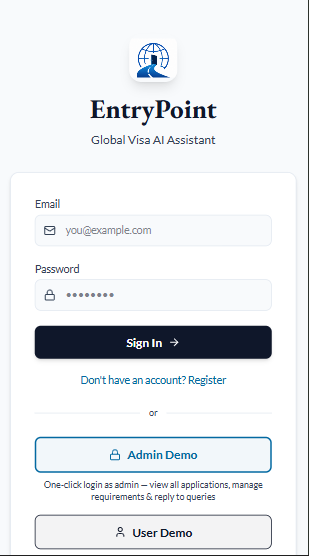 EntryPoint
Global Visa AI Assistant
Email
you@example.com
Password
Sign In →
Don't have an account? Register
or
Admin Demo
One-click login as admin — view all applications, manage
requirements & reply to queries
User Demo